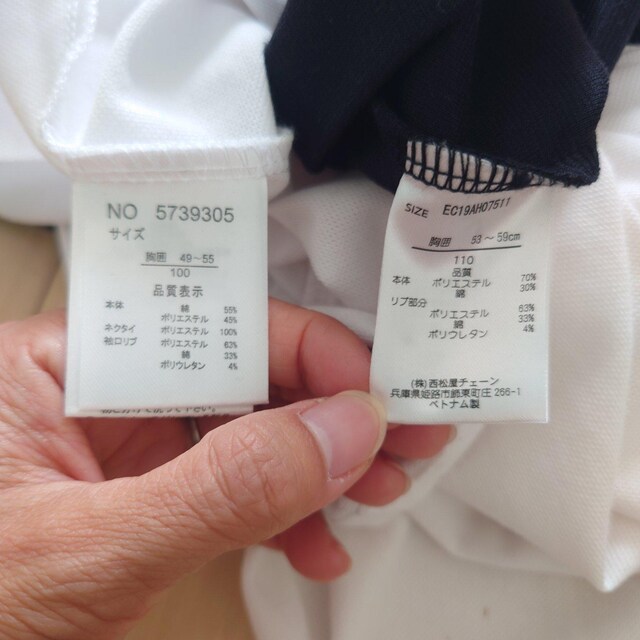 NO 5739305
サイズ
胸囲 49～55
100
品質表示
本体 綿 55%
ポリエステル 45%
ネクタイ ポリエステル 100%
袖口リブ ポリエステル 63%
綿 33%
ポリウレタン 4%
SIZE EC19AH07511
胸囲 53～59cm
110
品質
本体 ポリエステル 70%
綿 30%
リブ部分
ポリエステル 63%
綿 33%
ポリウレタン 4%
(株)西松屋チェーン
兵庫県姫路市飾東町庄 266-1
ベトナム製